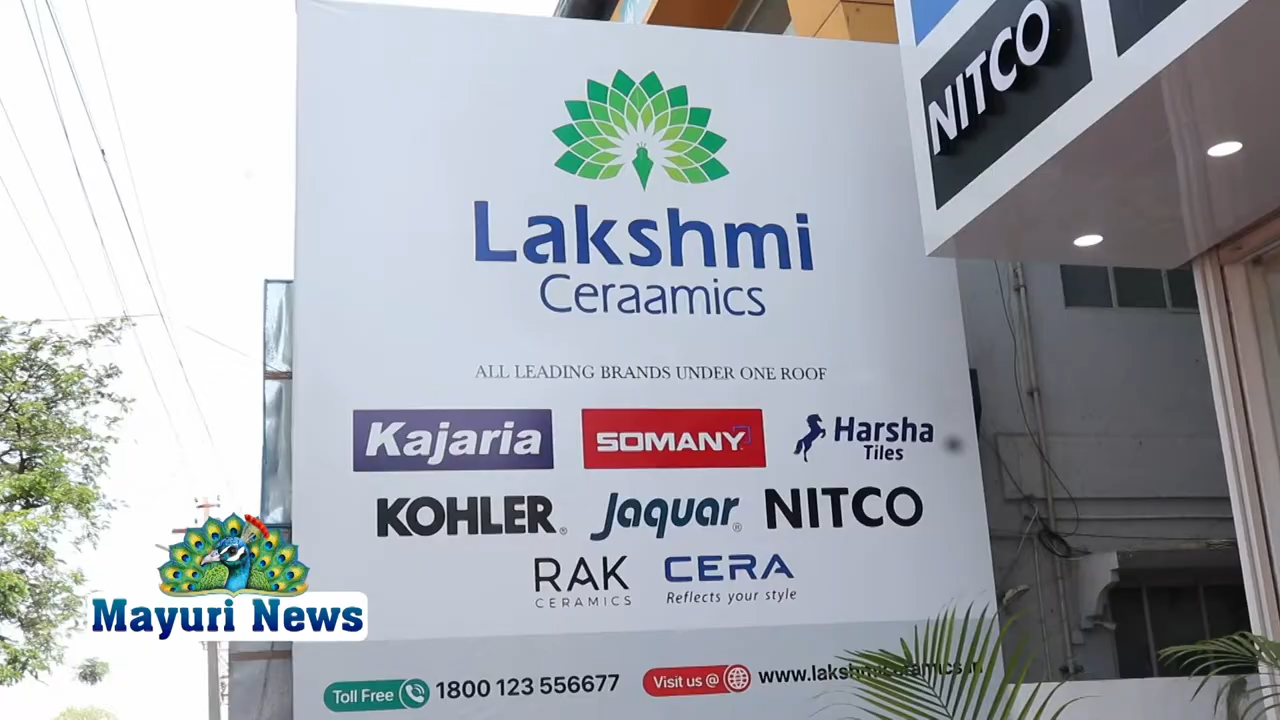 NITCO
Lakshmi
Ceraamics
ALL LEADING BRANDS UNDER ONE ROOF
Kajaria SOMANY Harsha Tiles
KOHLER® Jaquar® NITCO
RAK CERAMICS CERA Reflects your style
Mayuri News
Toll Free 1800 123 556677 Visit us @